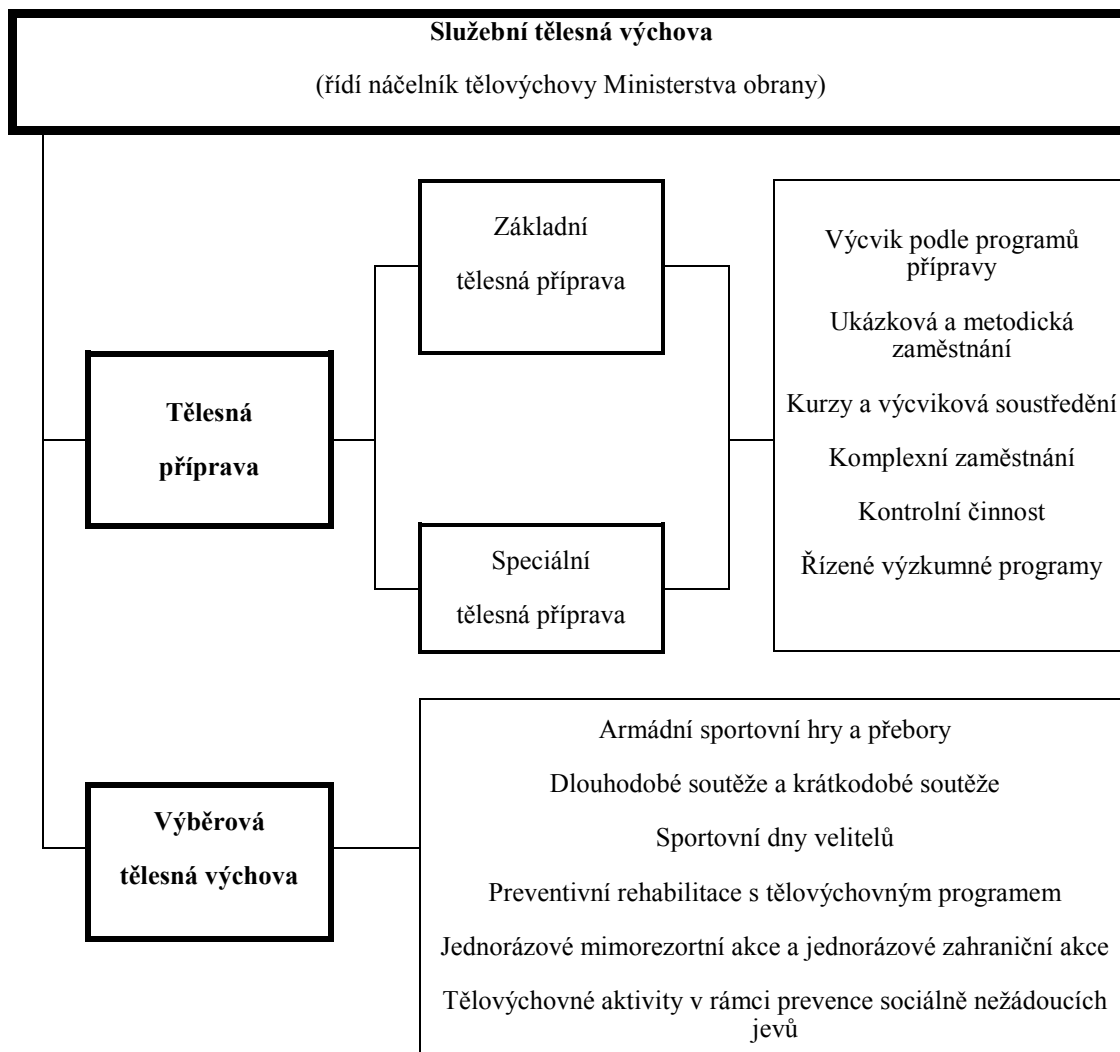 Služební tělesná výchova
(řídí náčelník tělovýchovy Ministerstva obrany)
Základní
tělesná příprava
Výcvik podle programů
přípravy
Ukázková a metodická
zaměstnání
Kurzy a výcviková soustředění
Komplexní zaměstnání
Kontrolní činnost
Řízené výzkumné programy
Tělesná
příprava
Speciální
tělesná příprava
Výběrová
tělesná výchova
Armádní sportovní hry a přebory
Dlouhodobé soutěže a krátkodobé soutěže
Sportovní dny velitelů
Preventivní rehabilitace s tělovýchovným programem
Jednorázové mimorezortní akce a jednorázové zahraniční akce
Tělovýchovné aktivity v rámci prevence sociálně nežádoucích
jevů